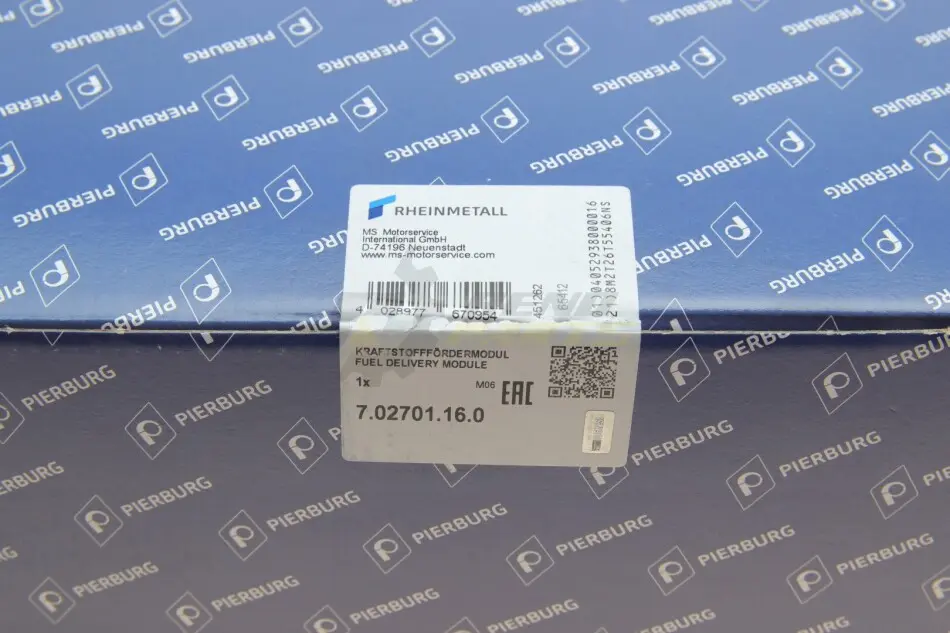 PIERBURG
RHEINMETALL
MS Motorservice
International GmbH
D-74196 Neuenstadt
www.ms-motorservice.com
4 028977 670954
451262
65412
KRAFTSTOFFFÖRDERMODUL
FUEL DELIVERY MODULE
1x
M06
EAC
7.02701.16.0